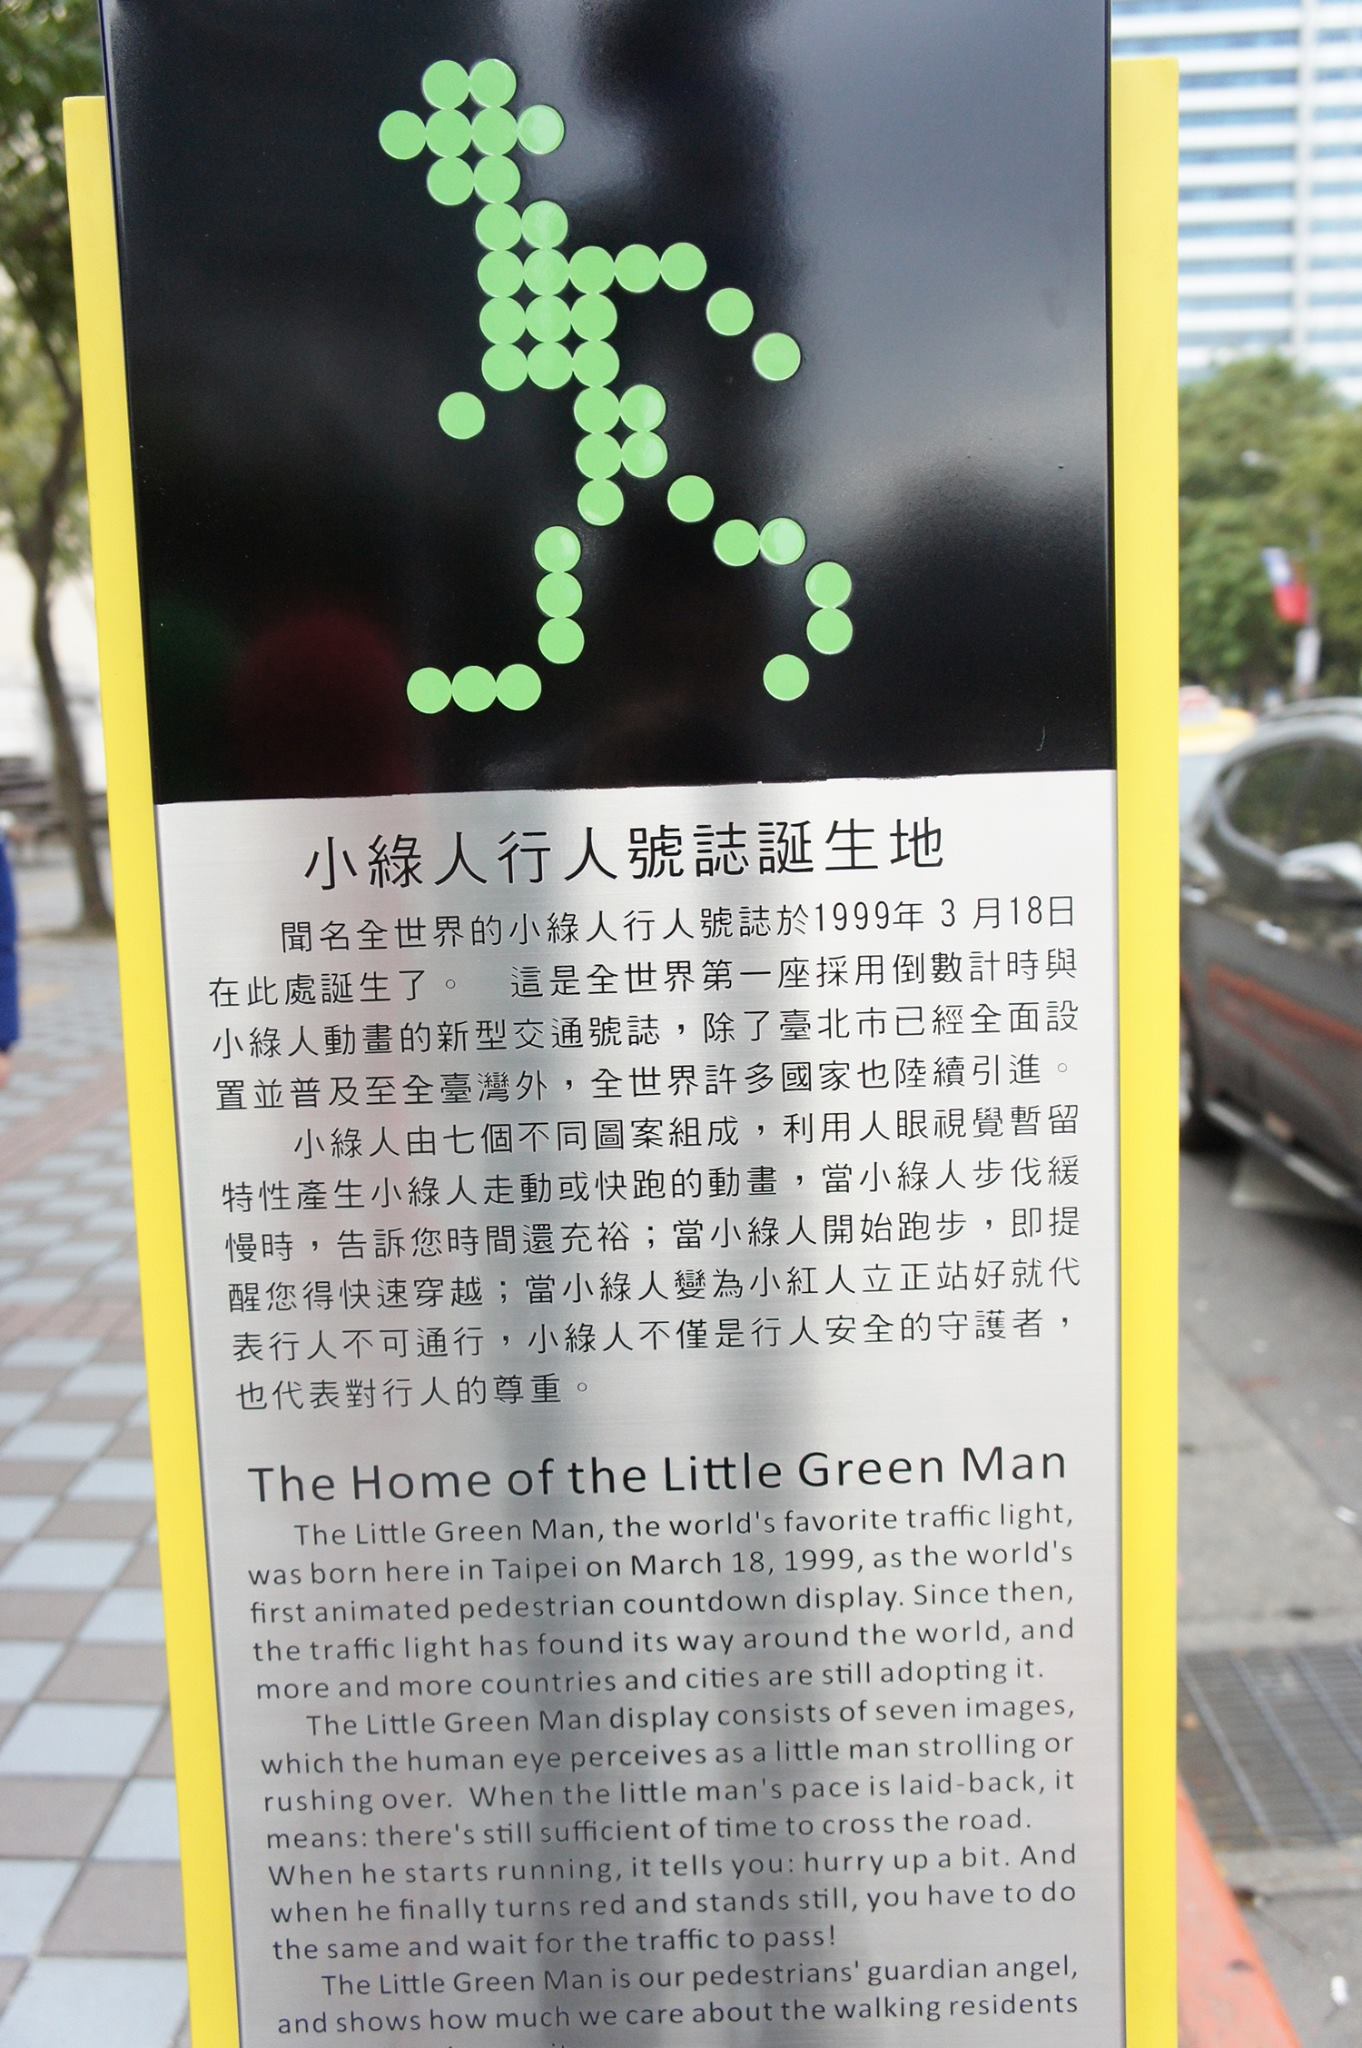 小綠人行人號誌誕生地
聞名全世界的小綠人行人號誌於1999年 3 月18日
在此處誕生了。 這是全世界第一座採用倒數計時與
小綠人動畫的新型交通號誌，除了臺北市已經全面設
置並普及至全臺灣外，全世界許多國家也陸續引進。
小綠人由七個不同圖案組成，利用人眼視覺暫留
特性產生小綠人走動或快跑的動畫，當小綠人步伐緩
慢時，告訴您時間還充裕；當小綠人開始跑步，即提
醒您得快速穿越；當小綠人變為小紅人立正站好就代
表行人不可通行，小綠人不僅是行人安全的守護者，
也代表對行人的尊重。
The Home of the Little Green Man
The Little Green Man, the world's favorite traffic light,
was born here in Taipei on March 18, 1999, as the world's
first animated pedestrian countdown display. Since then,
the traffic light has found its way around the world, and
more and more countries and cities are still adopting it.
The Little Green Man display consists of seven images,
which the human eye perceives as a little man strolling or
rushing over. When the little man's pace is laid-back, it
means: there's still sufficient of time to cross the road.
When he starts running, it tells you: hurry up a bit. And
when he finally turns red and stands still, you have to do
the same and wait for the traffic to pass!
The Little Green Man is our pedestrians' guardian angel,
and shows how much we care about the walking residents